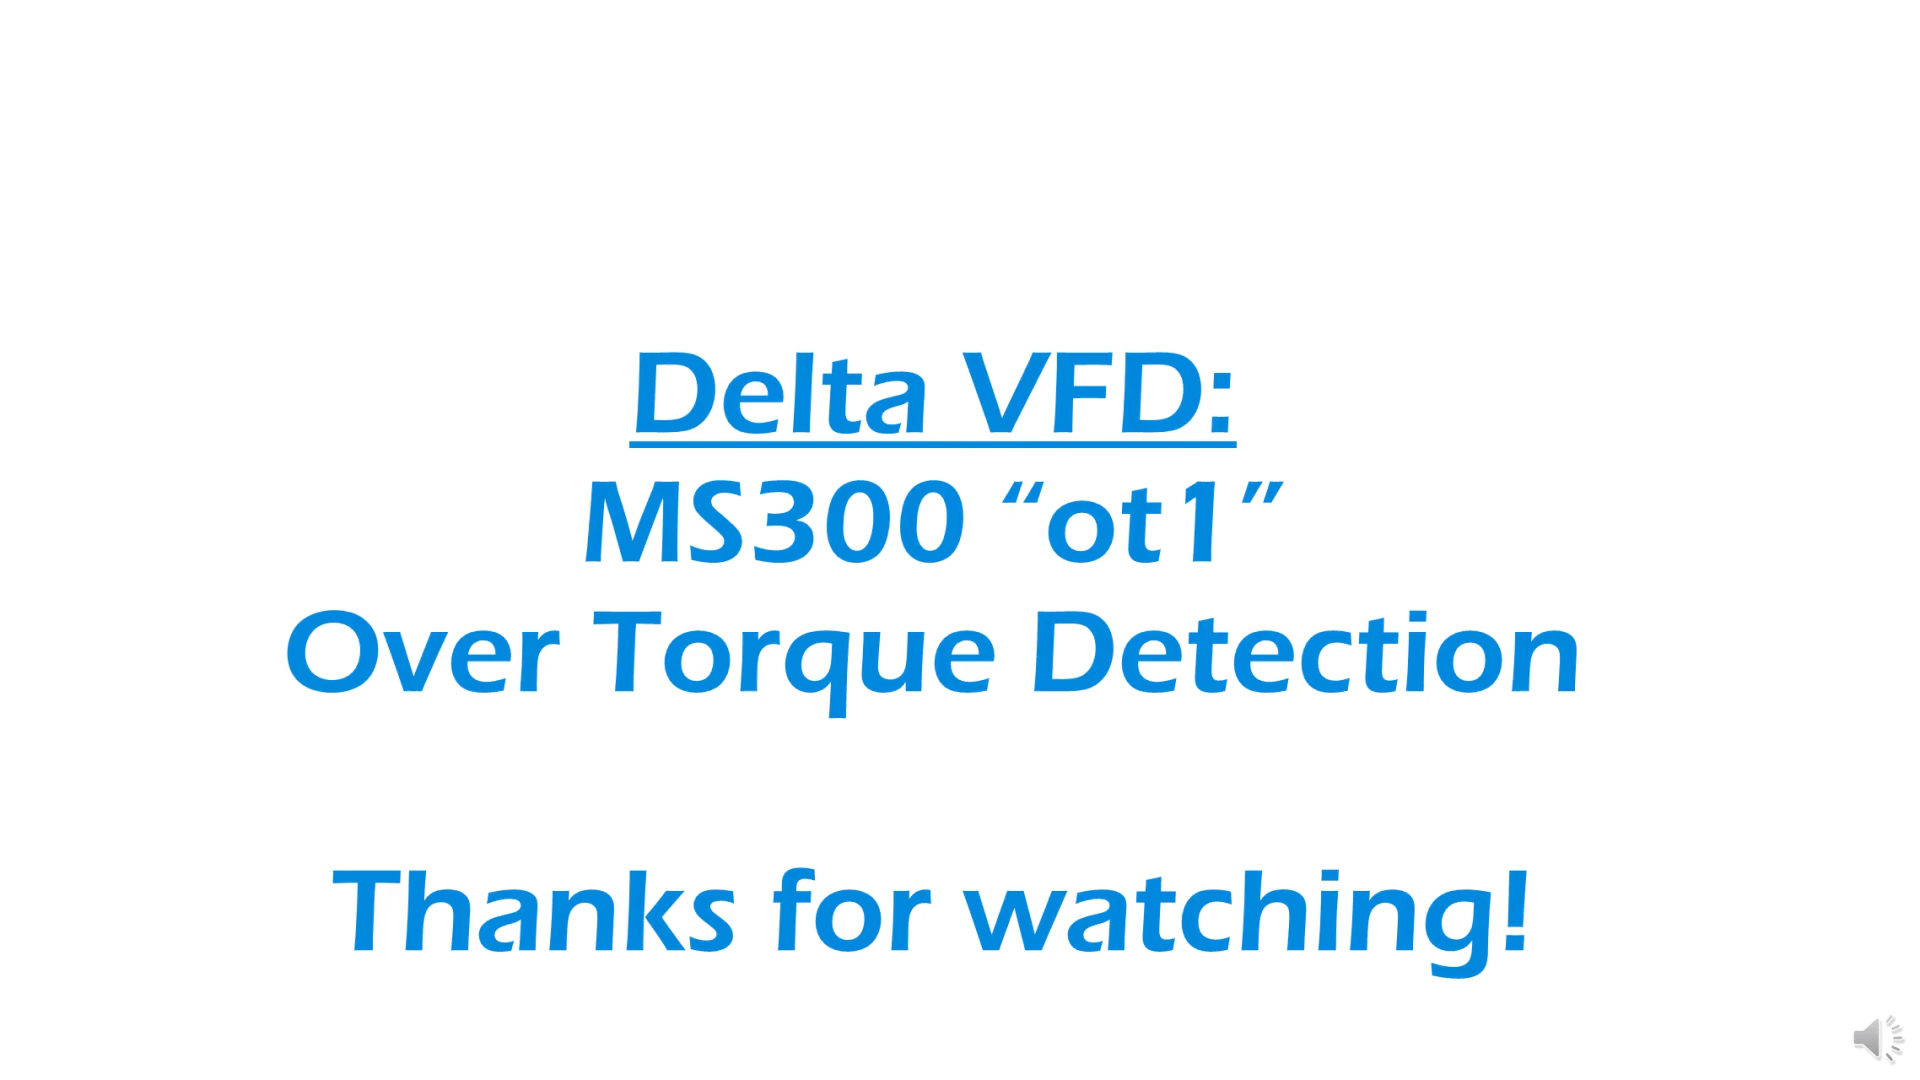 Delta VFD:
MS300 “ot1”
Over Torque Detection
Thanks for watching!